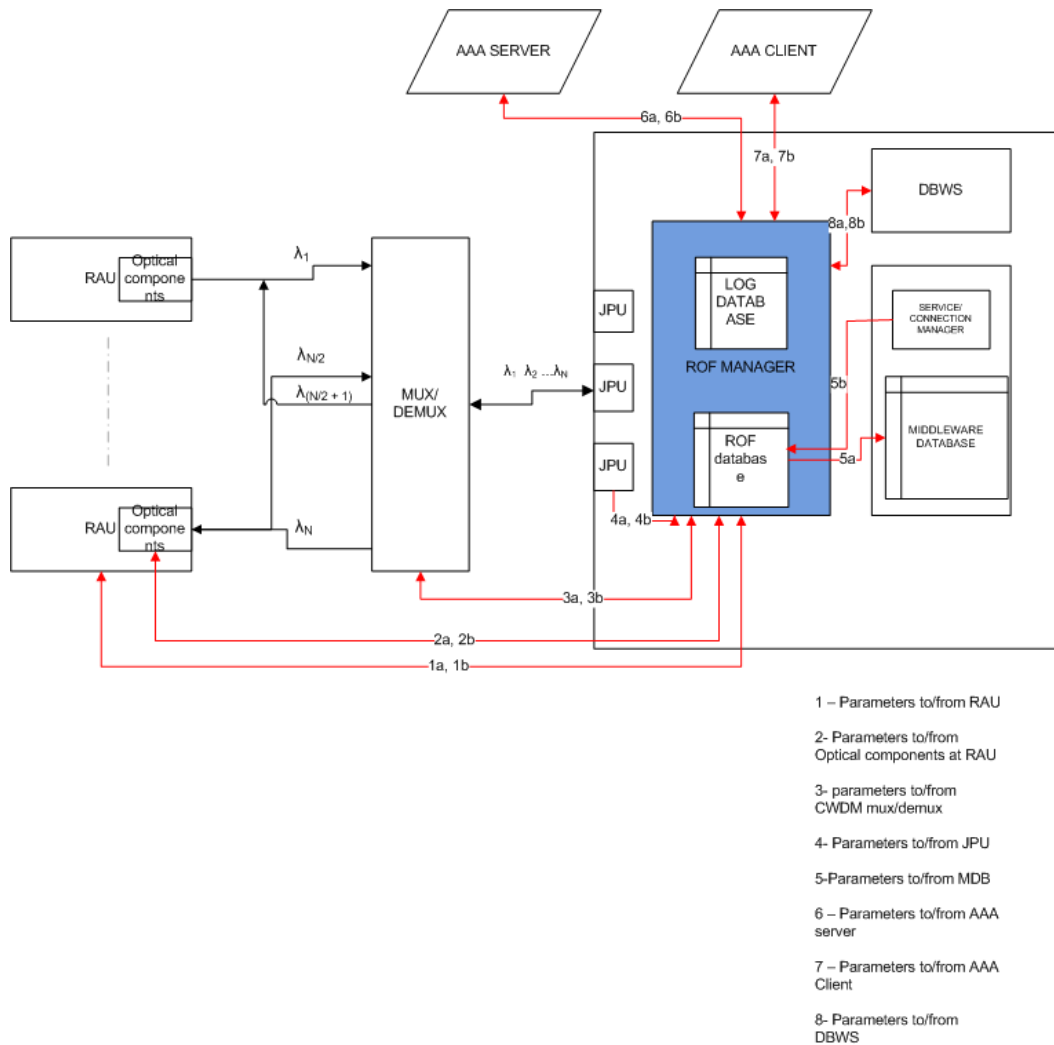 AAA SERVER
AAA CLIENT
6a, 6b
7a, 7b
DBWS
8a,8b
RAU
Optical
compone
nts
λ1
LOG
DATAB
ASE
JPU
SERVICE/
CONNECTION
MANAGER
λN/2
λ(N/2 + 1)
MUX/
DEMUX
λ1 λ2 ...λN
JPU
ROF MANAGER
5b
MIDDLEWARE
DATABASE
ROF
databas
e
5a
JPU
RAU
Optical
compone
nts
λN
4a, 4b
3a, 3b
2a, 2b
1a, 1b
1 – Parameters to/from RAU
2- Parameters to/from
Optical components at RAU
3- parameters to/from
CWDM mux/demux
4- Parameters to/from JPU
5-Parameters to/from MDB
6 – Parameters to/from AAA
server
7 – Parameters to/from AAA
Client
8- Parameters to/from
DBWS